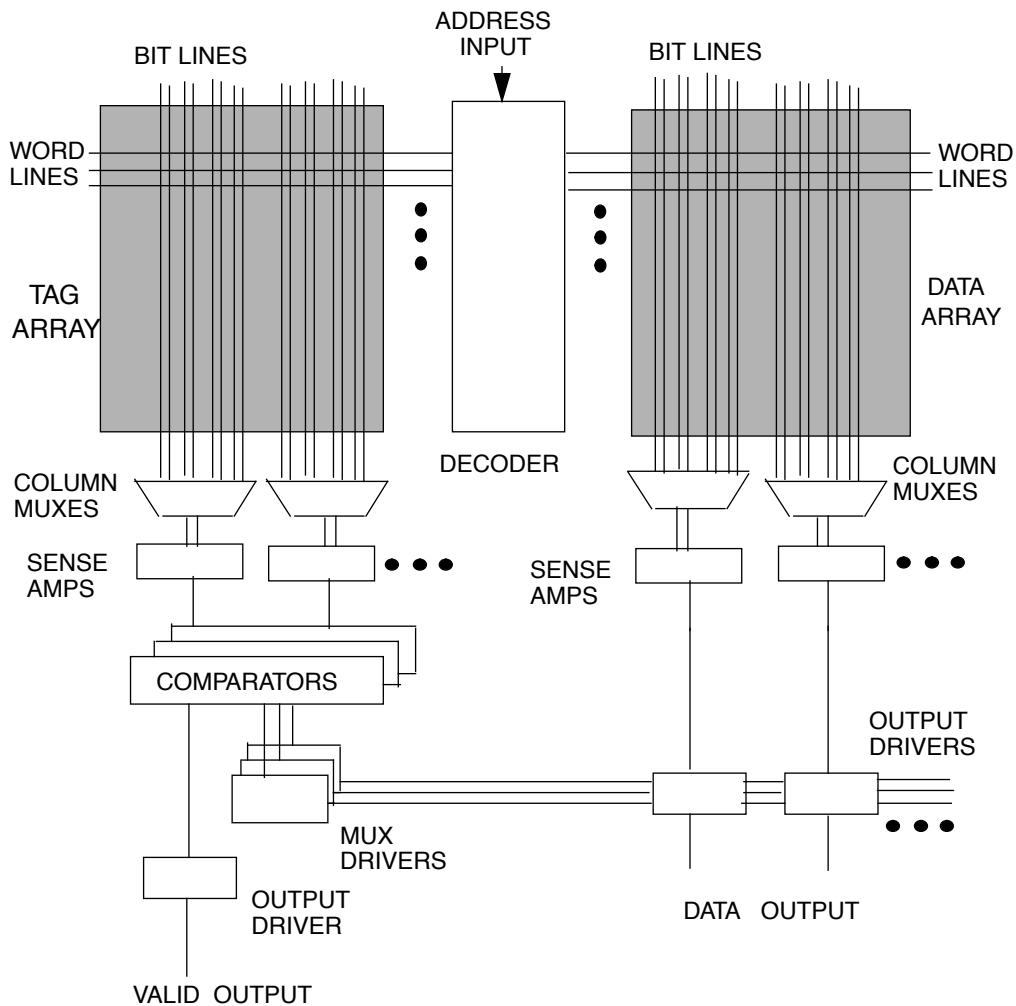 ADDRESS
INPUT
BIT LINES
BIT LINES
WORD
LINES
WORD
LINES
TAG
ARRAY
DATA
ARRAY
DECODER
COLUMN
MUXES
COLUMN
MUXES
SENSE
AMPS
SENSE
AMPS
COMPARATORS
OUTPUT
DRIVERS
MUX
DRIVERS
OUTPUT
DRIVER
DATA OUTPUT
VALID OUTPUT